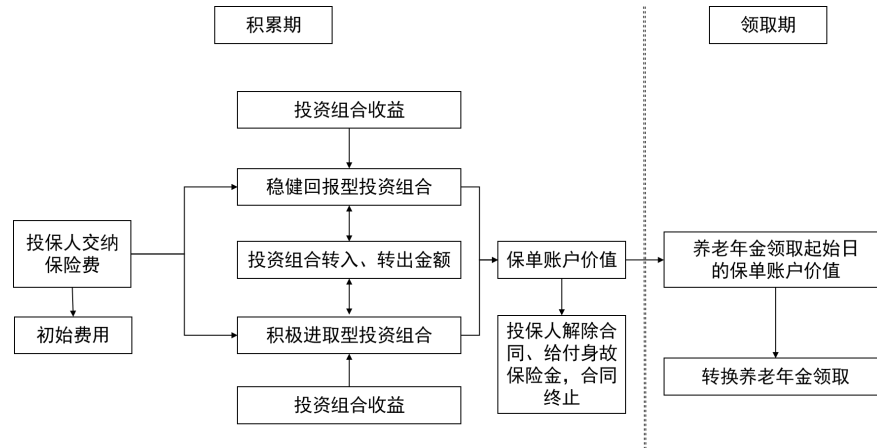 积累期
领取期
投资组合收益
稳健回报型投资组合
投保人交纳
保险费
投资组合转入、转出金额
保单账户价值
养老年金领取起始日
的保单账户价值
初始费用
积极进取型投资组合
投保人解除合
同、给付身故
保险金，合同
终止
转换养老年金领取
投资组合收益